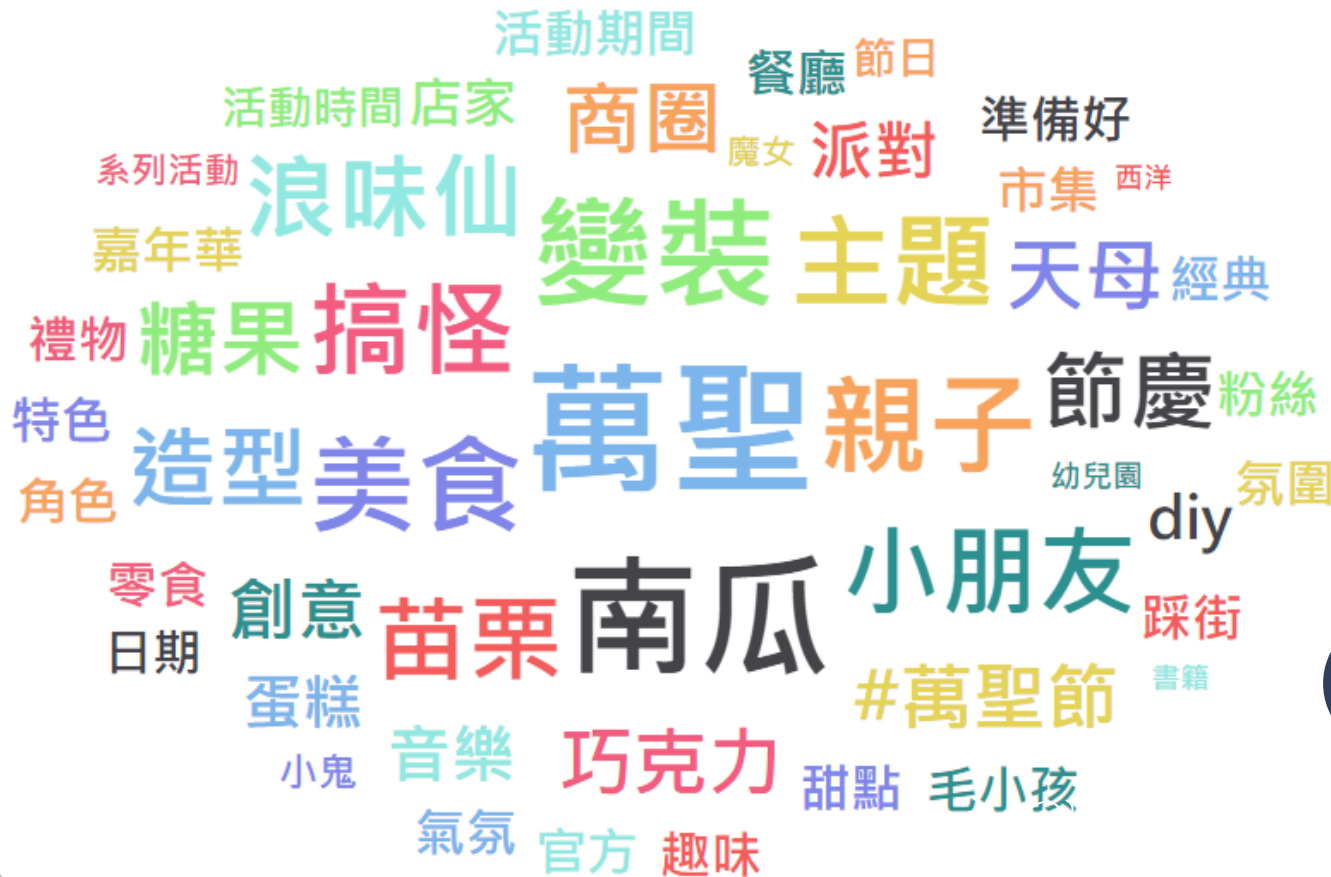 活動期間
餐廳 節日
活動時間 店家 商圈 準備好
魔女 派對
系列活動 浪味仙 市集 西洋
嘉年華 變裝 主題 天母 經典
禮物 糖果 搞怪
特色 萬聖 親子 節慶 粉絲
角色 造型 美食 幼兒園 氛圍
diy
零食 創意 苗栗 南瓜 小朋友 踩街
日期
蛋糕 #萬聖節 書籍
小鬼 音樂 巧克力 甜點 毛小孩
氣氛 官方 趣味